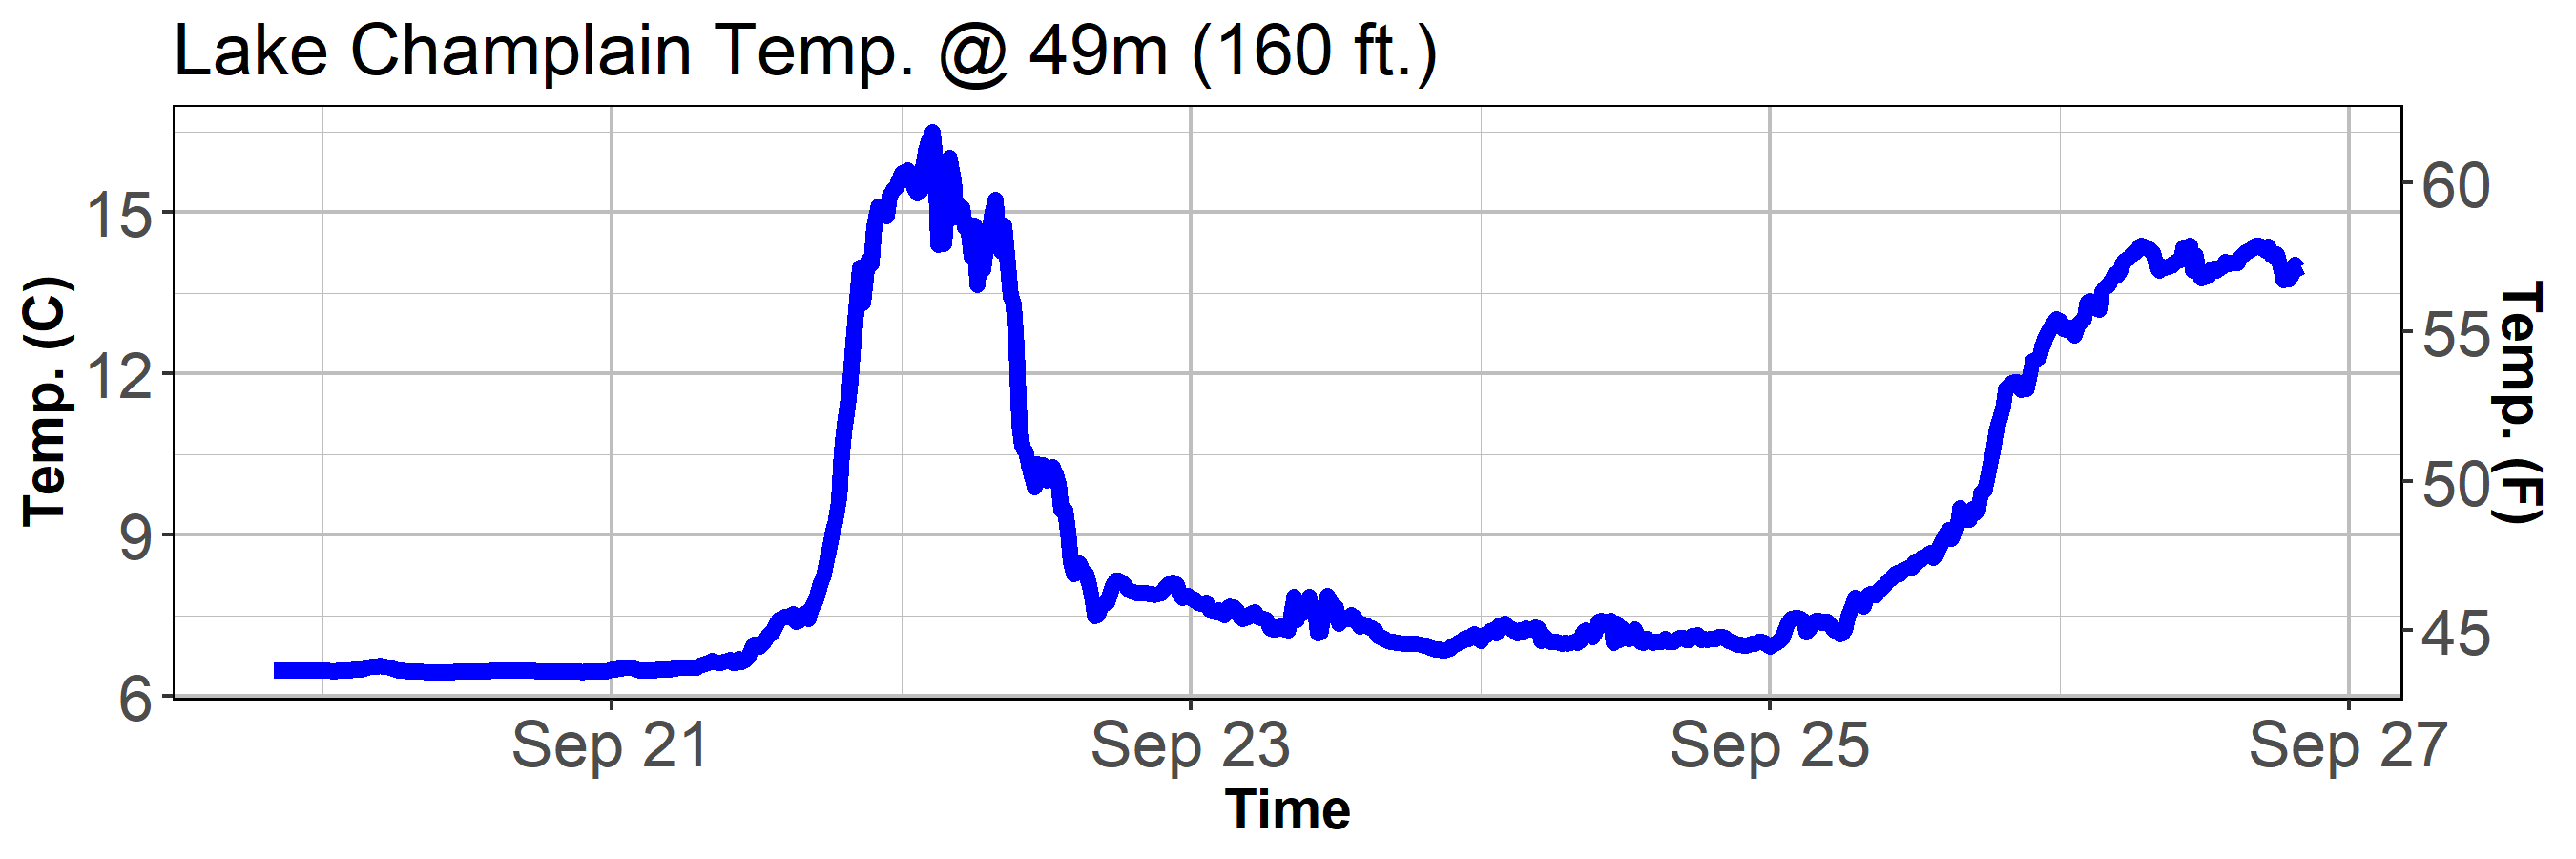 Lake Champlain Temp. @ 49m (160 ft.)
Temp. (C)
15
12
9
6
60
55
50
45
Temp. (F)
Sep 21
Sep 23
Sep 25
Sep 27
Time